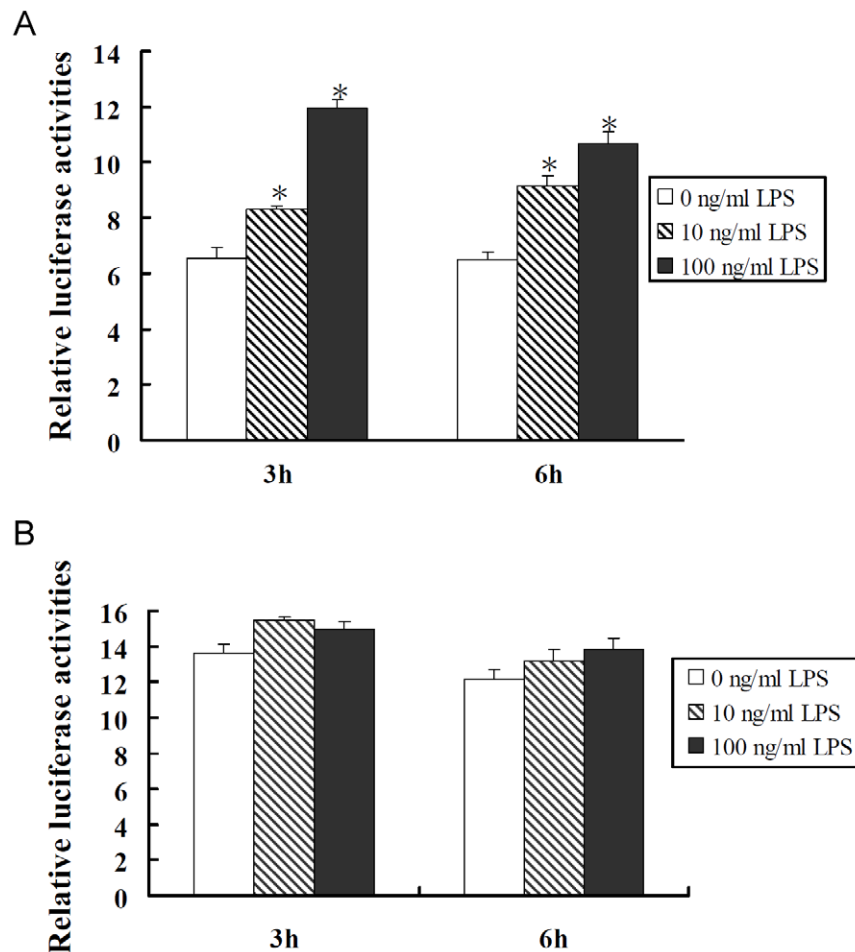 A
Relative luciferase activities
14
12
10
8
6
4
2
0
*
*
*
*
3h
6h
0 ng/ml LPS
10 ng/ml LPS
100 ng/ml LPS
B
Relative luciferase activities
16
14
12
10
8
6
4
2
0
3h
6h
0 ng/ml LPS
10 ng/ml LPS
100 ng/ml LPS